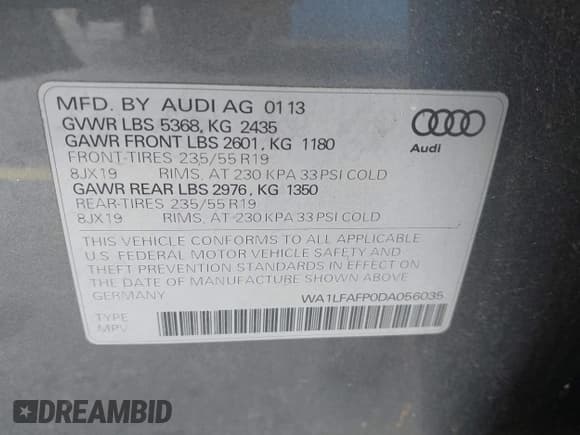 MFD. BY AUDI AG 01 13
GVWR LBS 5368, KG 2435
GAWR FRONT LBS 2601, KG 1180
FRONT-TIRES 235/55 R19
8JX19 RIMS, AT 230 KPA 33 PSI COLD
GAWR REAR LBS 2976, KG 1350
REAR-TIRES 235/55 R19
8JX19 RIMS, AT 230 KPA 33 PSI COLD
Audi
THIS VEHICLE CONFORMS TO ALL APPLICABLE
U.S. FEDERAL MOTOR VEHICLE SAFETY AND
THEFT PREVENTION STANDARDS IN EFFECT ON
THE DATE OF MANUFACTURE SHOWN ABOVE.
GERMANY WA1LFAFP0DA056035
TYPE
MPV
DREAMBID